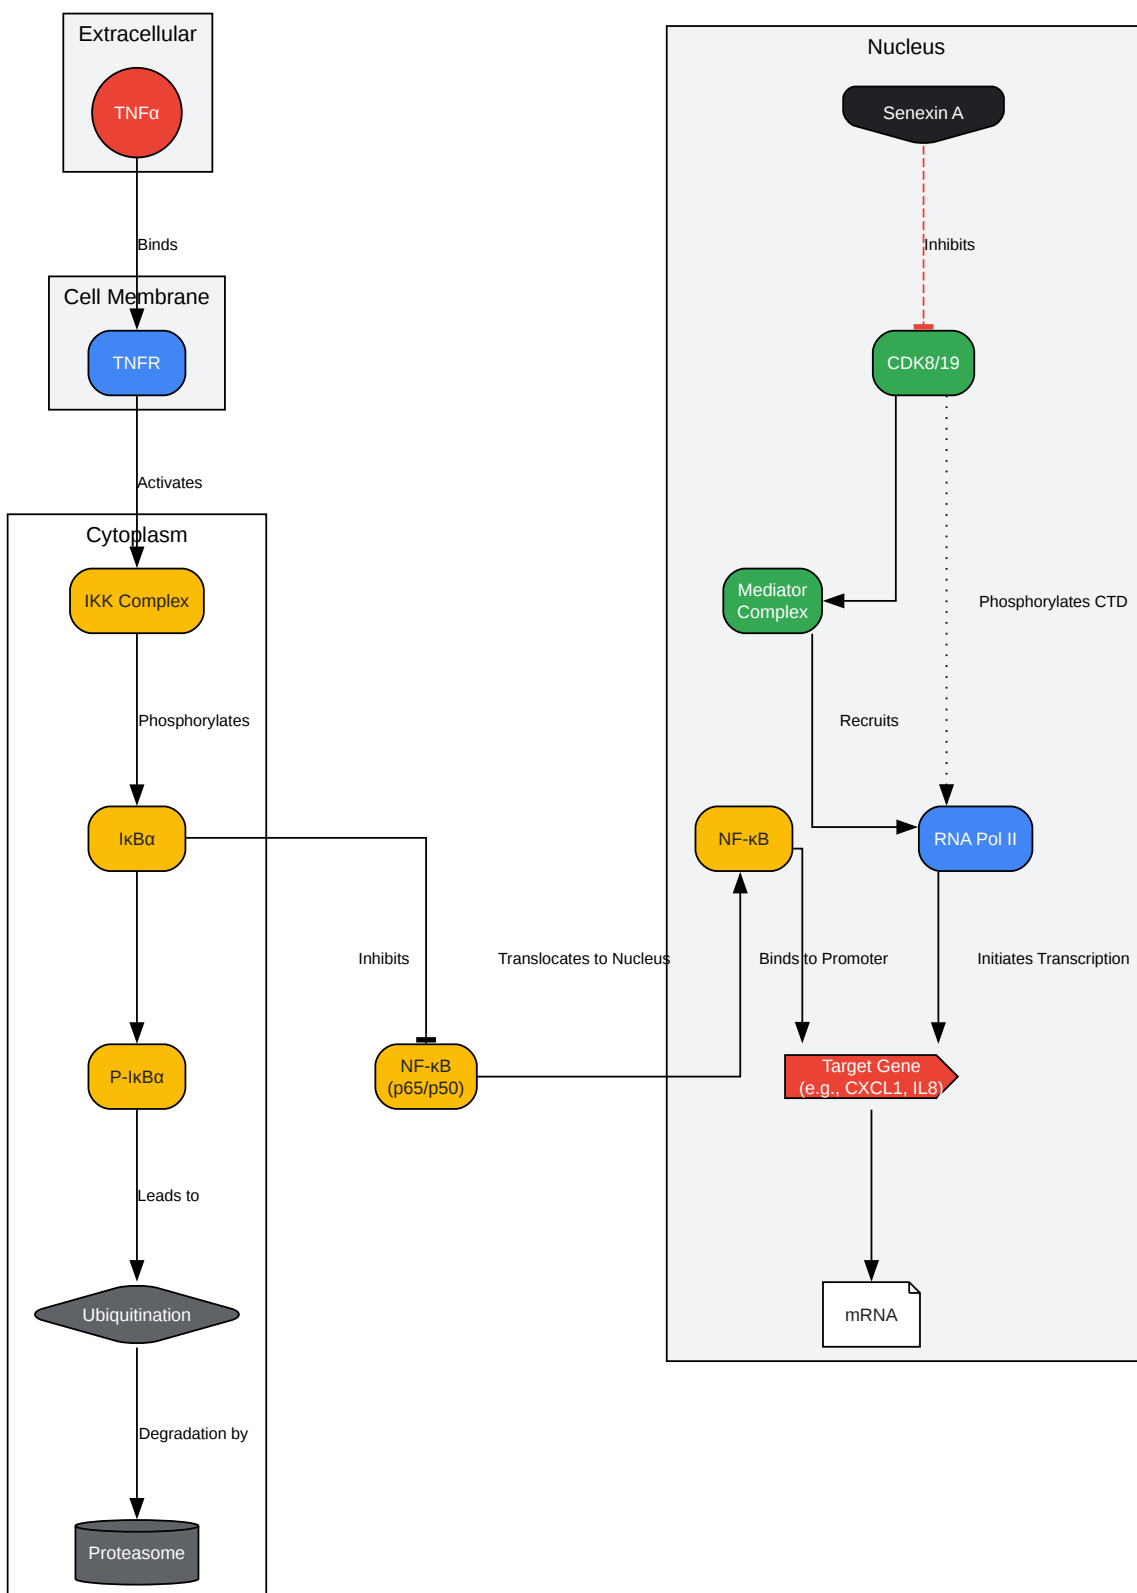 Extracellular
TNFα
Binds
Cell Membrane
TNFR
Activates
Cytoplasm
IKK Complex
Phosphorylates
IκBα
Inhibits
P-IκBα
NF-κB
(p65/p50)
Translocates to Nucleus
Leads to
Ubiquitination
Degradation by
Proteasome
Nucleus
Senexin A
Inhibits
CDK8/19
Mediator
Complex
Phosphorylates CTD
Recruits
NF-κB
RNA Pol II
Binds to Promoter
Initiates Transcription
Target Gene
(e.g., CXCL1, IL8)
mRNA